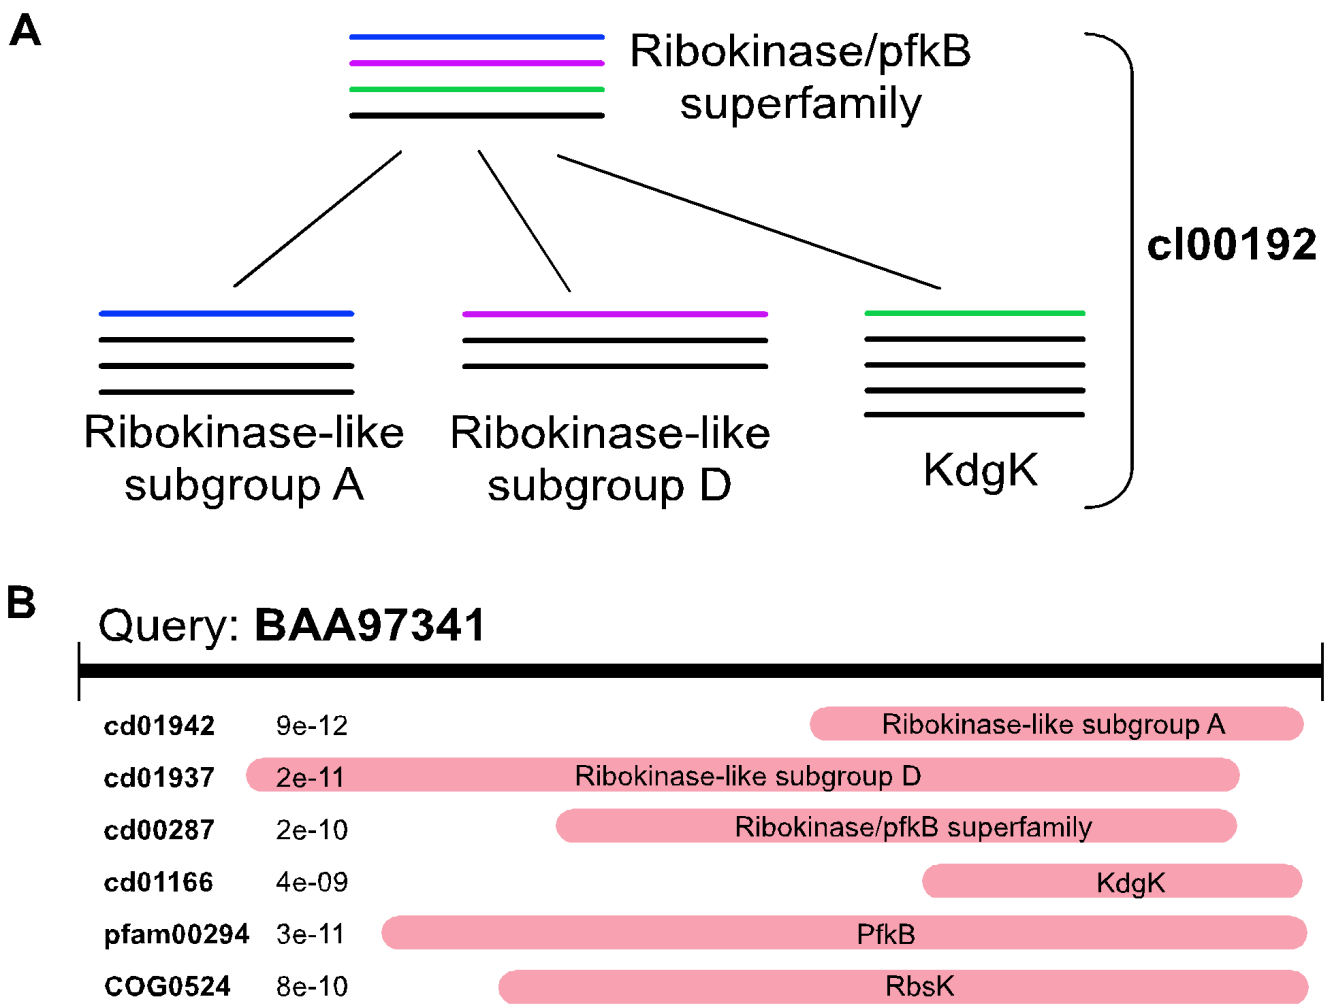 A
Ribokinase/pfkB
superfamily
cl00192
Ribokinase-like
subgroup A
Ribokinase-like
subgroup D
KdgK
B
Query: BAA97341
cd01942 9e-12 Ribokinase-like subgroup A
cd01937 2e-11 Ribokinase-like subgroup D
cd00287 2e-10 Ribokinase/pfkB superfamily
cd01166 4e-09 KdgK
pfam00294 3e-11 PfkB
COG0524 8e-10 RbsK